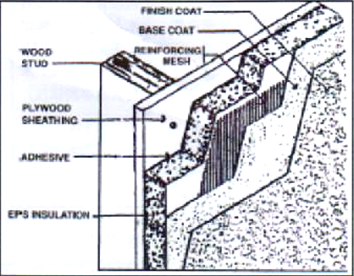 FINISH COAT
BASE COAT
REINFORCING
MESH
WOOD
STUD
PLYWOOD
SHEATHING
ADHESIVE
EPS INSULATION